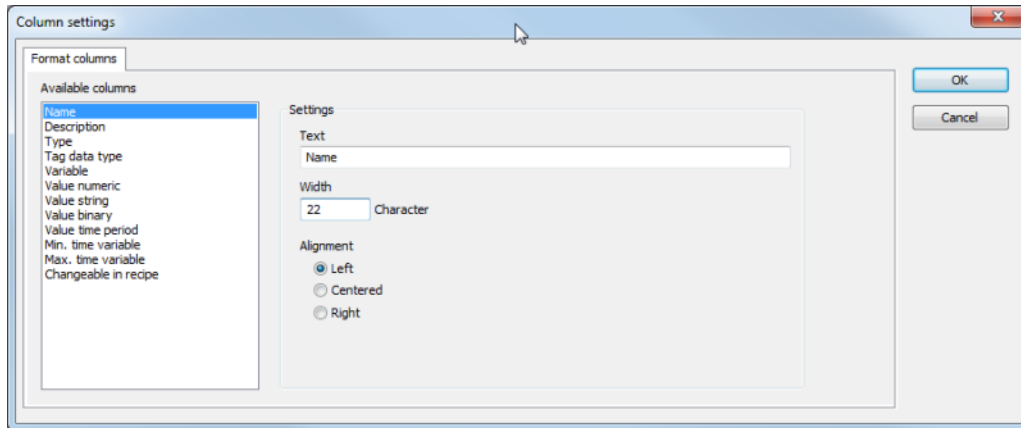 Column settings
Format columns
Available columns
Name
Description
Type
Tag data type
Variable
Value numeric
Value string
Value binary
Value time period
Min. time variable
Max. time variable
Changeable in recipe
Settings
Text
Name
Width
22 Character
Alignment
Left
Centered
Right
OK
Cancel